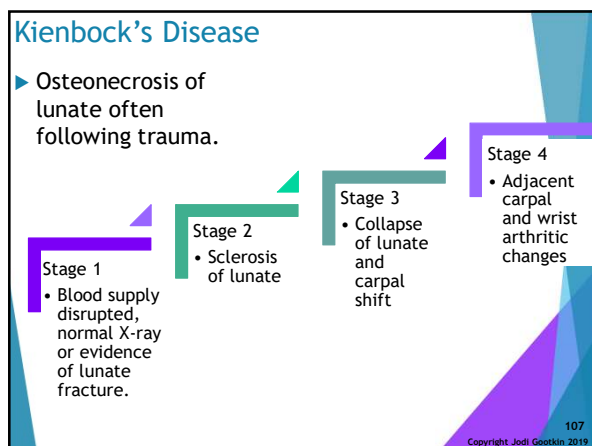 Kienbock's Disease
Osteonecrosis of
lunate often
following trauma.
Stage 1
• Blood supply
disrupted,
normal X-ray
or evidence
of lunate
fracture.
Stage 2
• Sclerosis
of lunate
Stage 3
• Collapse
of lunate
and
carpal
shift
Stage 4
• Adjacent
carpal
and wrist
arthritic
changes
107
Copyright Jodi Gootkin 2019